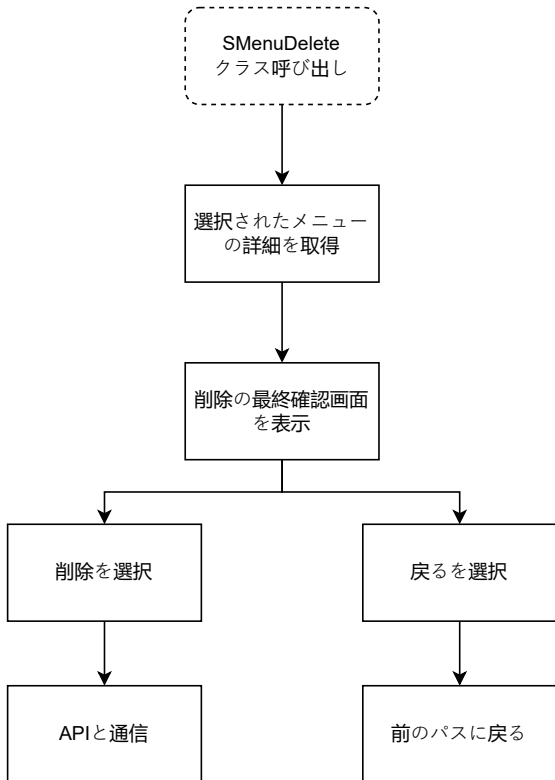 SMenuDelete
クラス呼び出し
選択されたメニュー
の詳細を取得
削除の最終確認画面
を表示
削除を選択
戻るを選択
APIと通信
前のパスに戻る